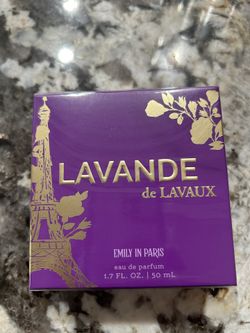 LAVANDE
de LAVAUX
EMILY IN PARIS
eau de parfum
1.7 FL. OZ. | 50 mL